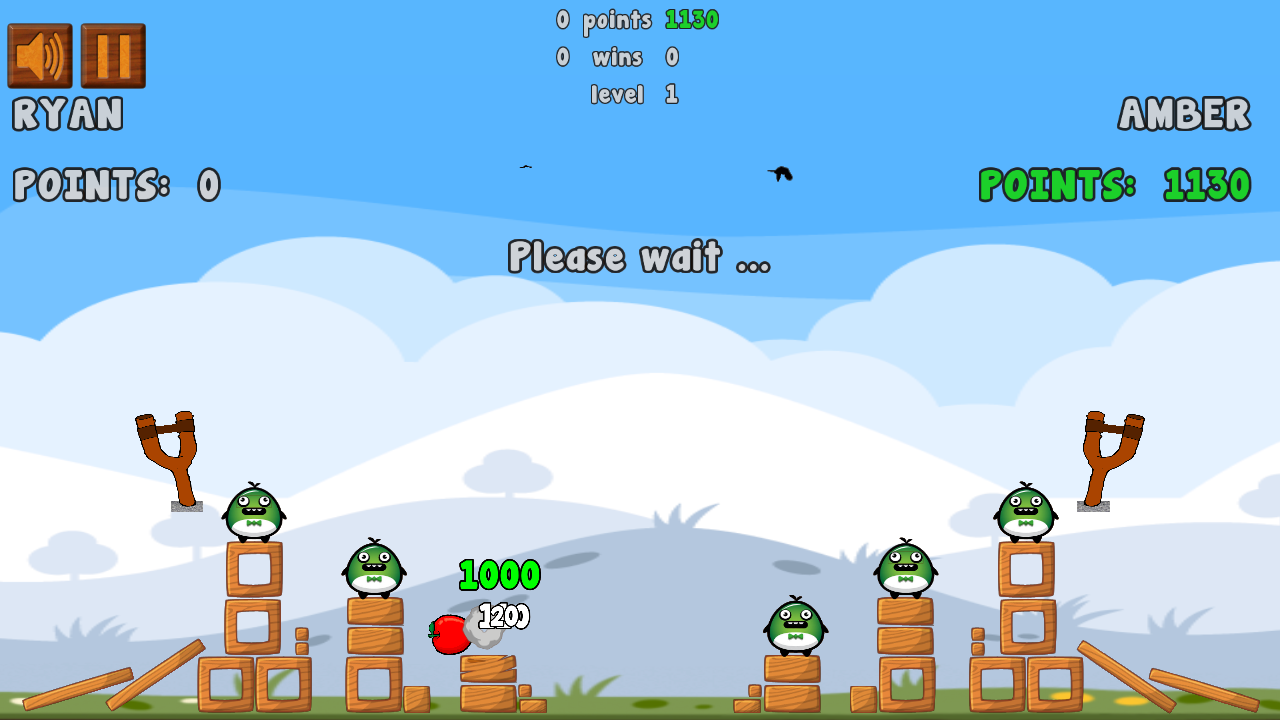 0 points 1130
0 wins 0
level 1
RYAN
AMBER
POINTS: 0
POINTS: 1130
Please wait ...
1000